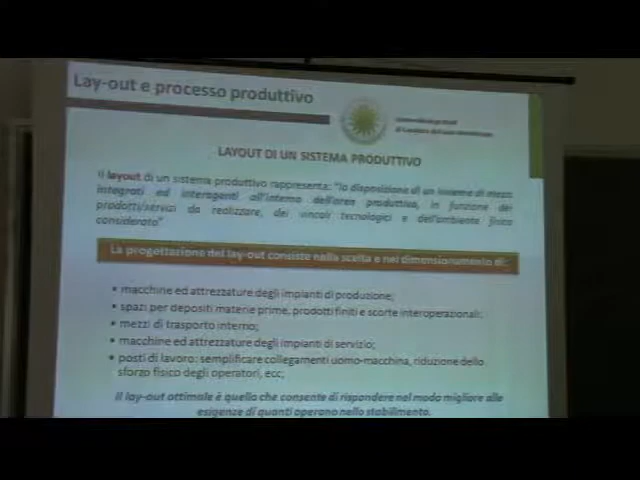 Lay-out e processo produttivo
LAYOUT DI UN SISTEMA PRODUTTIVO
Il layout di un sistema produttivo rappresenta: "la disposizione di un insieme di mezzi
integrati ed interagenti all'interno dell'area produttiva, in funzione dei
prodotti/servizi da realizzare, dei vincoli tecnologici e dell'ambiente fisico
considerato"
La progettazione del lay-out consiste nella scelta e nel dimensionamento di:
• macchine ed attrezzature degli impianti di produzione;
• spazi per depositi materie prime, prodotti finiti e scorte interoperazionali;
• mezzi di trasporto interno;
• macchine ed attrezzature degli impianti di servizio;
• posti di lavoro: semplificare collegamenti uomo-macchina, riduzione dello
sforzo fisico degli operatori, ecc;
Il lay-out ottimale è quello che consente di rispondere nel modo migliore alle
esigenze di quanti operano nello stabilimento.